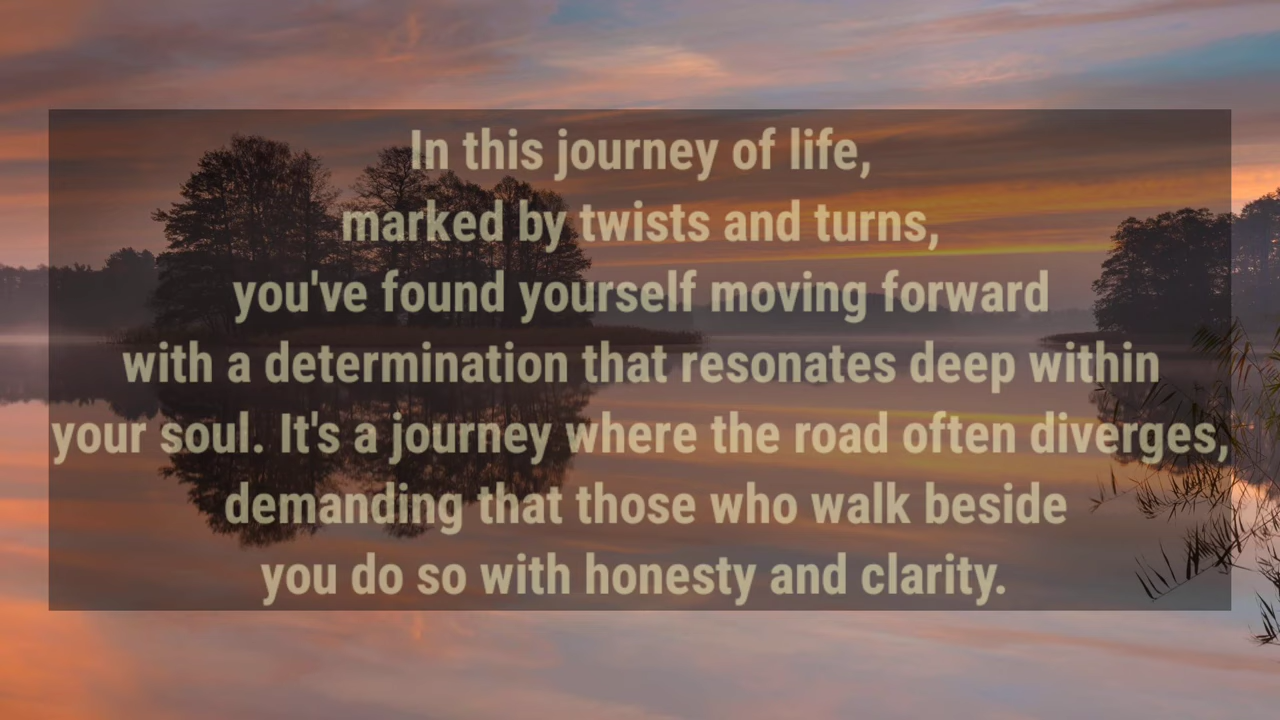 In this journey of life,
marked by twists and turns,
you've found yourself moving forward
with a determination that resonates deep within
your soul. It's a journey where the road often diverges,
demanding that those who walk beside
you do so with honesty and clarity.